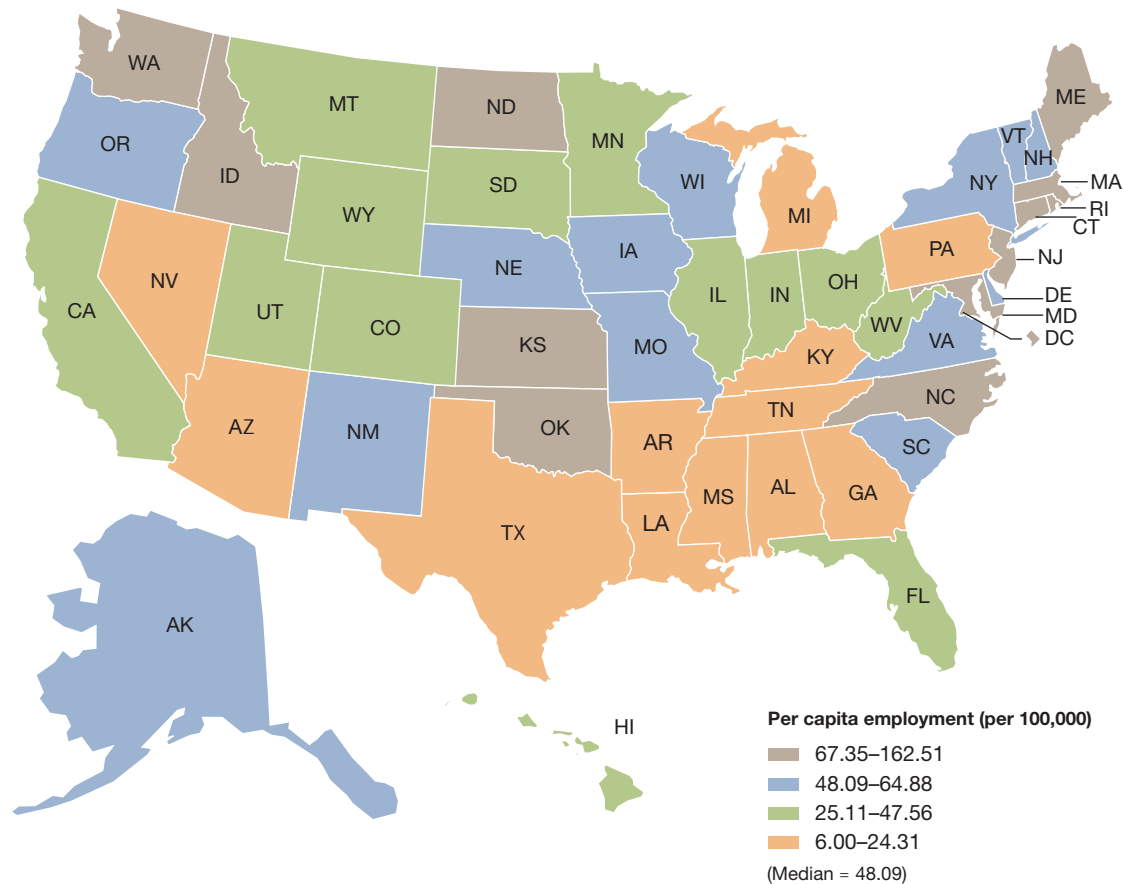 WA
MT
ND
MN
ME
OR
ID
SD
WI
VT
NH
NY
MA
RI
CT
WY
MI
NV
NE
IA
PA
NJ
CA
UT
CO
IL
IN
OH
WV
VA
DE
MD
DC
KS
MO
KY
NC
AZ
NM
OK
AR
TN
SC
TX
LA
MS
AL
GA
FL
AK
HI
Per capita employment (per 100,000)
67.35–162.51
48.09–64.88
25.11–47.56
6.00–24.31
(Median = 48.09)